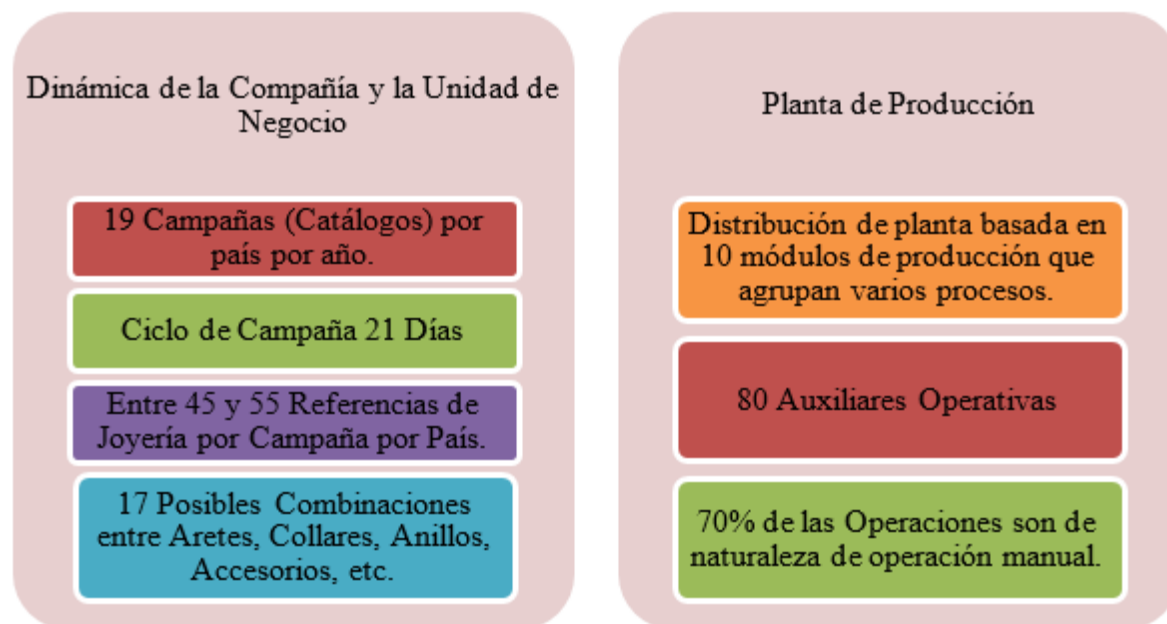 Dinámica de la Compañía y la Unidad de
Negocio
19 Campañas (Catálogos) por
país por año.
Ciclo de Campaña 21 Días
Entre 45 y 55 Referencias de
Joyería por Campaña por País.
17 Posibles Combinaciones
entre Aretes, Collares, Anillos,
Accesorios, etc.
Planta de Producción
Distribución de planta basada en
10 módulos de producción que
agrupan varios procesos.
80 Auxiliares Operativas
70% de las Operaciones son de
naturaleza de operación manual.